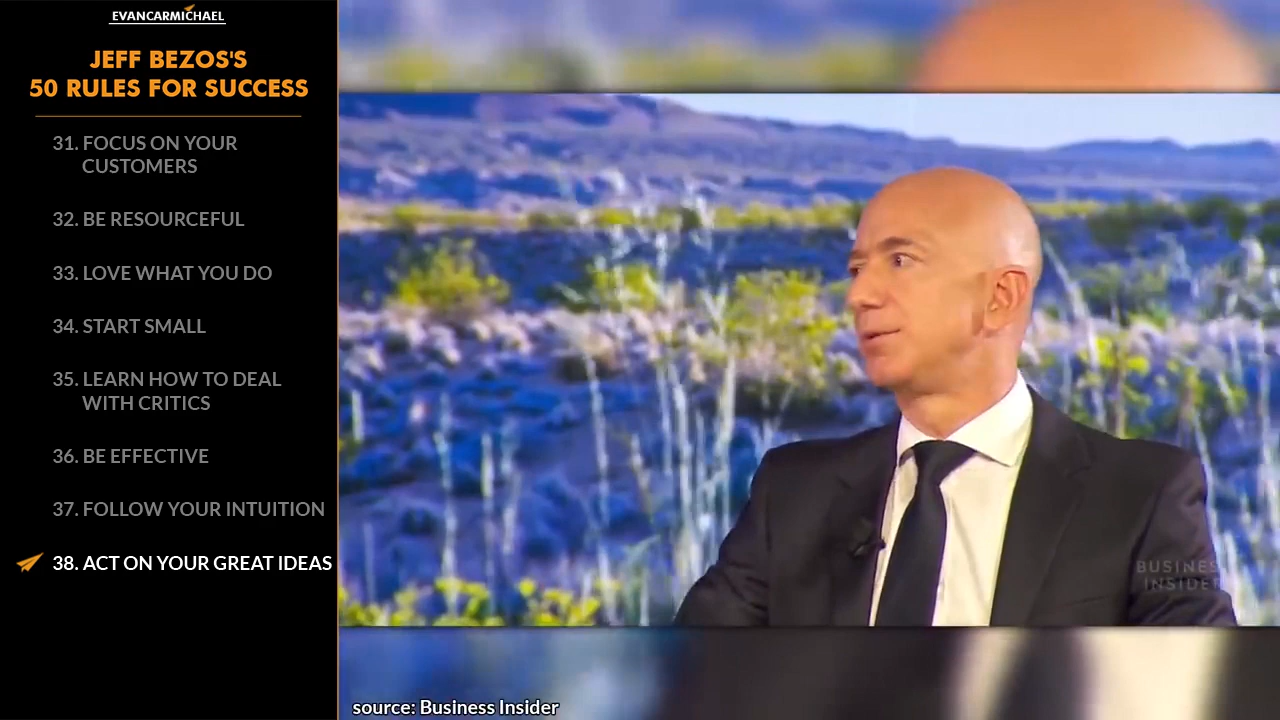 EVANCARMICHAEL
JEFF BEZOS'S
50 RULES FOR SUCCESS
31. FOCUS ON YOUR
CUSTOMERS
32. BE RESOURCEFUL
33. LOVE WHAT YOU DO
34. START SMALL
35. LEARN HOW TO DEAL
WITH CRITICS
36. BE EFFECTIVE
37. FOLLOW YOUR INTUITION
38. ACT ON YOUR GREAT IDEAS
BUSINESS
INSIDER
source: Business Insider